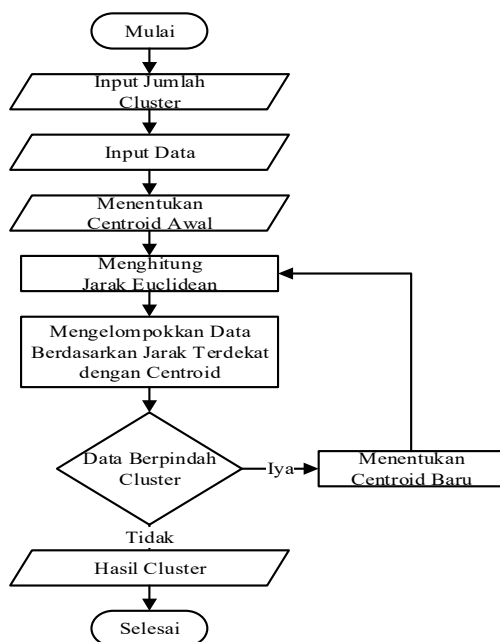 Mulai
Input Jumlah
Cluster
Input Data
Menentukan
Centroid Awal
Menghitung
Jarak Euclidean
Mengelompokkan Data
Berdasarkan Jarak Terdekat
dengan Centroid
Data Berpindah
Cluster
Iya
Menentukan
Centroid Baru
Tidak
Hasil Cluster
Selesai